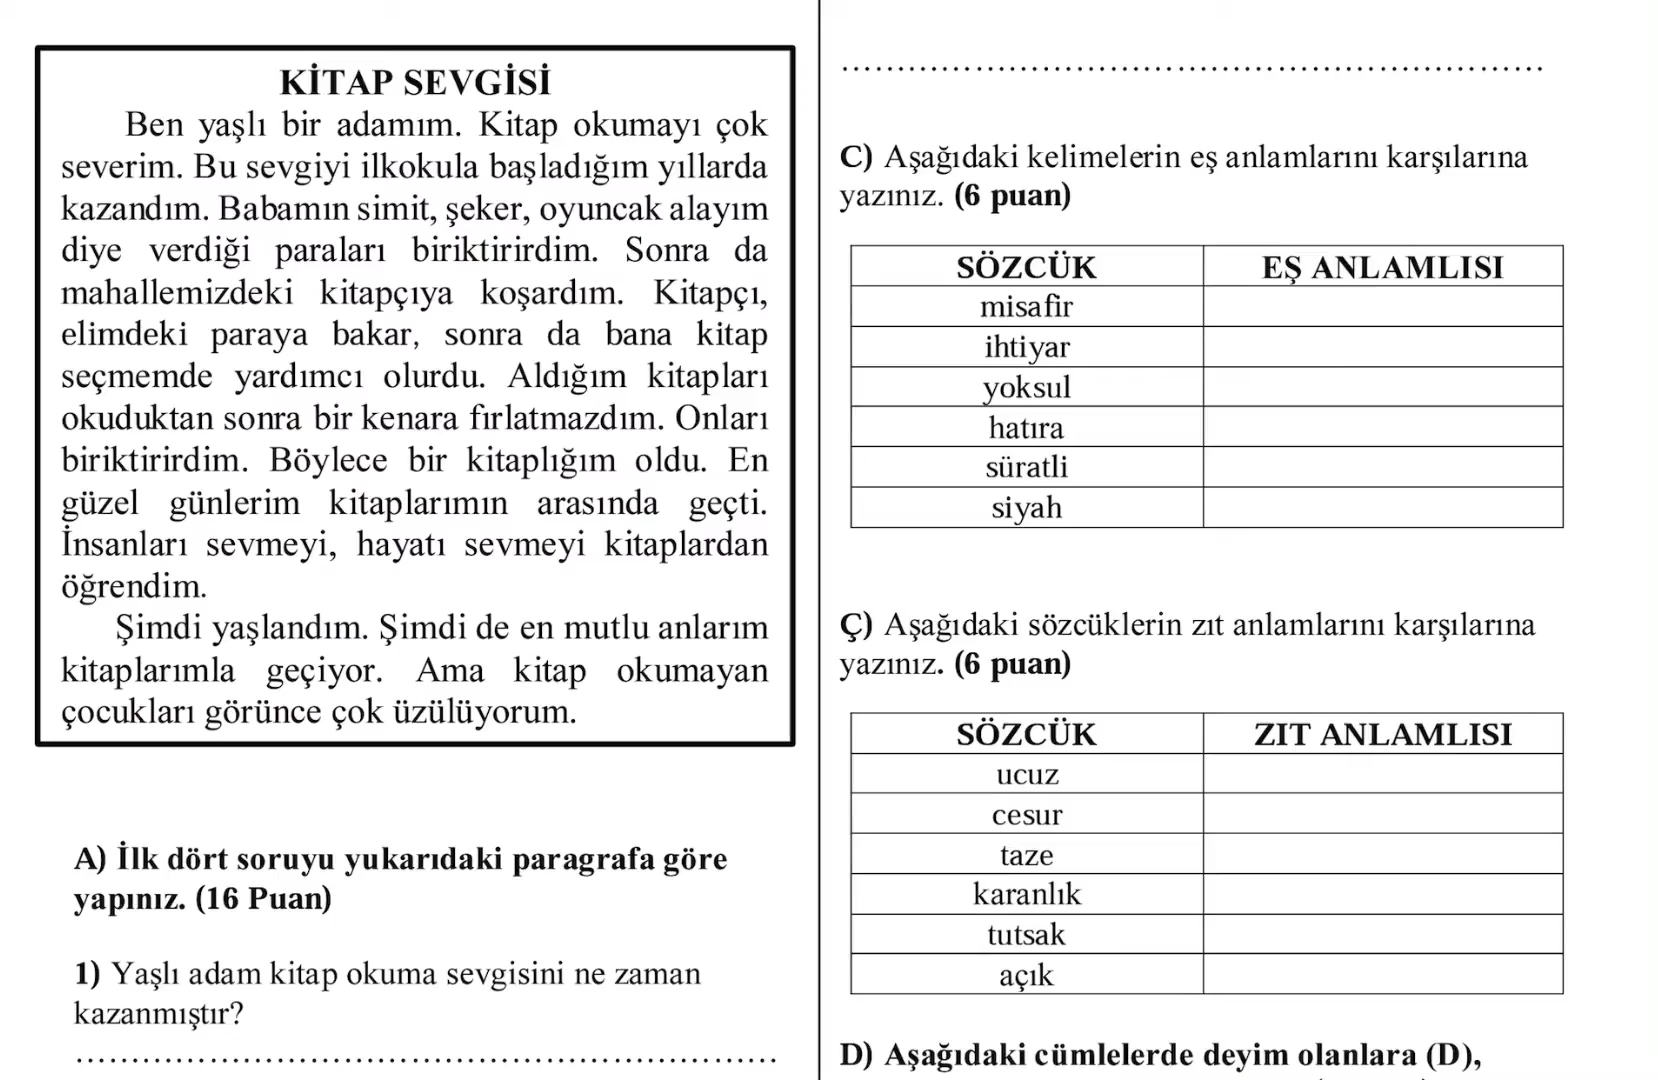 KİTAP SEVGİSİ
Ben yaşlı bir adamım. Kitap okumayı çok
severim. Bu sevgiyi ilkokula başladığım yıllarda
kazandım. Babamın simit, şeker, oyuncak alayım
diye verdiği paraları biriktirirdim. Sonra da
mahallemizdeki kitapçıya koşardım. Kitapçı,
elimdeki paraya bakar, sonra da bana kitap
seçmemde yardımcı olurdu. Aldığım kitapları
okuduktan sonra bir kenara fırlatmazdım. Onları
biriktirirdim. Böylece bir kitaplığım oldu. En
güzel günlerim kitaplarımın arasında geçti.
İnsanları sevmeyi, hayatı sevmeyi kitaplardan
öğrendim.
Şimdi yaşlandım. Şimdi de en mutlu anlarım
kitaplarımla geçiyor. Ama kitap okumayan
çocukları görünce çok üzülüyorum.
A) İlk dört soruyu yukarıdaki paragrafa göre
yapınız. (16 Puan)
1) Yaşlı adam kitap okuma sevgisini ne zaman
kazanmıştır?
................................................................
................................................................
C) Aşağıdaki kelimelerin eş anlamlarını karşılarına
yazınız. (6 puan)
SÖZCÜK EŞ ANLAMLISI
misafir
ihtiyar
yoksul
hatıra
süratli
siyah
Ç) Aşağıdaki sözcüklerin zıt anlamlarını karşılarına
yazınız. (6 puan)
SÖZCÜK ZIT ANLAMLISI
ucuz
cesur
taze
karanlık
tutsak
açık
D) Aşağıdaki cümlelerde deyim olanlara (D),